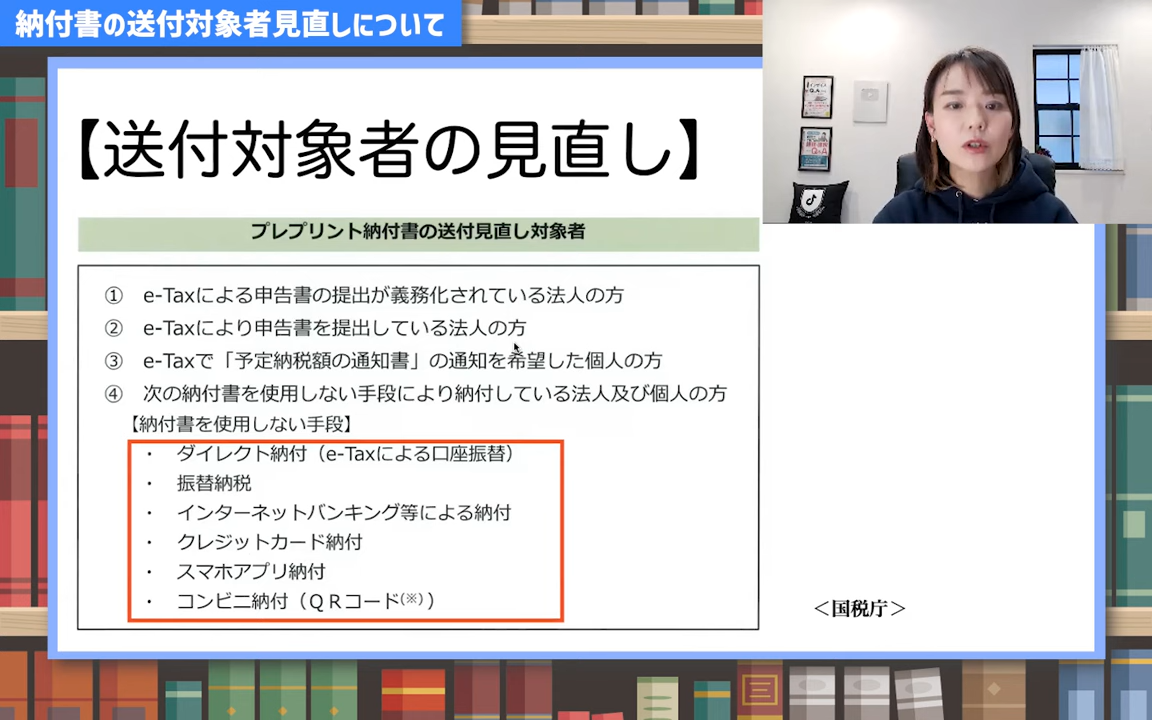 納付書の送付対象者見直しについて
【送付対象者の見直し】
プレプリント納付書の送付見直し対象者
① e-Taxによる申告書の提出が義務化されている法人の方
② e-Taxにより申告書を提出している法人の方
③ e-Taxで「予定納税額の通知書」の通知を希望した個人の方
④ 次の納付書を使用しない手段により納付している法人及び個人の方
【納付書を使用しない手段】
・ ダイレクト納付（e-Taxによる口座振替）
・ 振替納税
・ インターネットバンキング等による納付
・ クレジットカード納付
・ スマホアプリ納付
・ コンビニ納付（ＱＲコード(※)）
＜国税庁＞